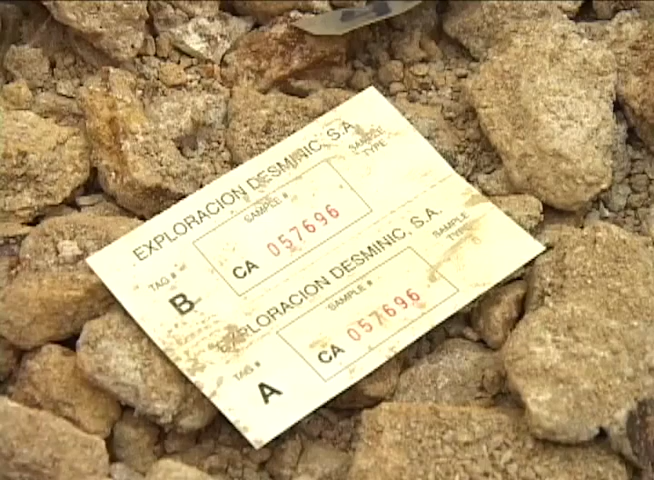 EXPLORACION DESMINIC, S.A.
SAMPLE #
SAMPLE
TYPE
TAG #
B
CA 057696
EXPLORACION DESMINIC, S.A.
SAMPLE #
SAMPLE
TYPE
TAG #
A
CA 057696